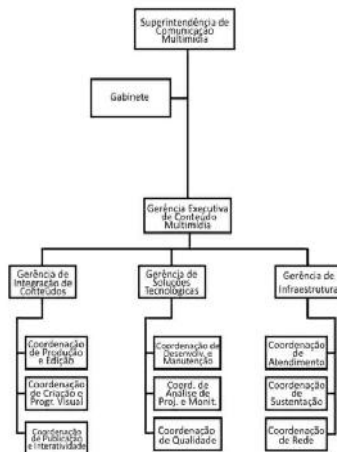 Superintendência de
Comunicação
Multimídia
Gabinete
Gerência Executiva
de Conteúdo
Multimídia
Gerência de
Integração de
Conteúdos
Gerência de
Soluções
Tecnológicas
Gerência de
Infraestrutura
Coordenação
de Produção
e Edição
Coordenação de
Desenvolv. e
Manutenção
Coordenação
de
Atendimento
Coordenação
de Criação e
Progr. Visual
Coord. de
Análise de
Proj. e Monit.
Coordenação
de
Sustentação
Coordenação
de Publicação
e Interatividade
Coordenação
de Qualidade
Coordenação
de Rede